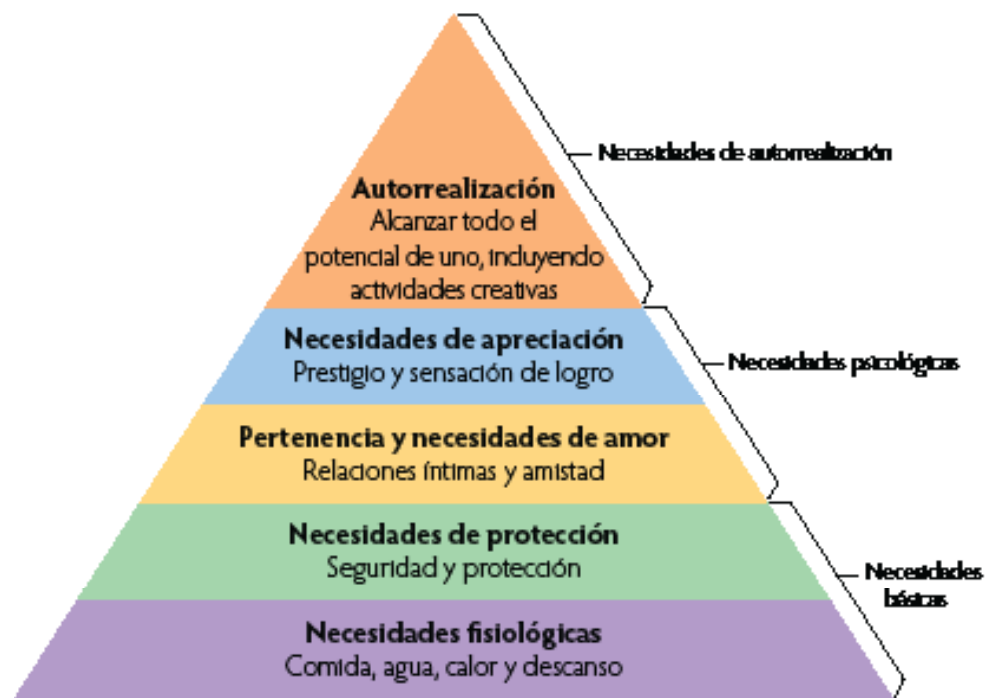 Autorrealización
Alcanzar todo el
potencial de uno, incluyendo
actividades creativas
Necesidades de autorrealización
Necesidades de apreciación
Prestigio y sensación de logro
Necesidades psicológicas
Pertenencia y necesidades de amor
Relaciones íntimas y amistad
Necesidades de protección
Seguridad y protección
Necesidades
básicas
Necesidades fisiológicas
Comida, agua, calor y descanso